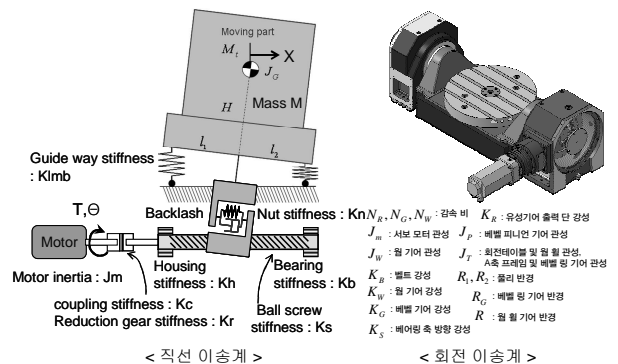 Moving part
M_t
X
J_G
Mass M
H
l_1
l_2
Guide way stiffness
: Klmb
Backlash
Nut stiffness : Kn
T,Θ
Motor
Motor inertia : Jm
Housing
stiffness : Kh
Bearing
stiffness : Kb
coupling stiffness : Kc
Reduction gear stiffness : Kr
Ball screw
stiffness : Ks
< 직선 이송계 >
N_R, N_G, N_W : 감속 비
K_R : 유성기어 출력 단 강성
J_m : 서보 모터 관성
J_P : 베벨 피니언 기어 관성
J_W : 웜 기어 관성
J_T : 회전테이블 및 웜 휠 관성,
A축 프레임 및 베벨 링 기어 관성
K_B : 벨트 강성
R_1, R_2 : 풀리 반경
K_W : 웜 기어 강성
R_G : 베벨 링 기어 반경
K_G : 베벨 기어 강성
R : 웜 휠 기어 반경
K_S : 베어링 축 방향 강성
< 회전 이송계 >